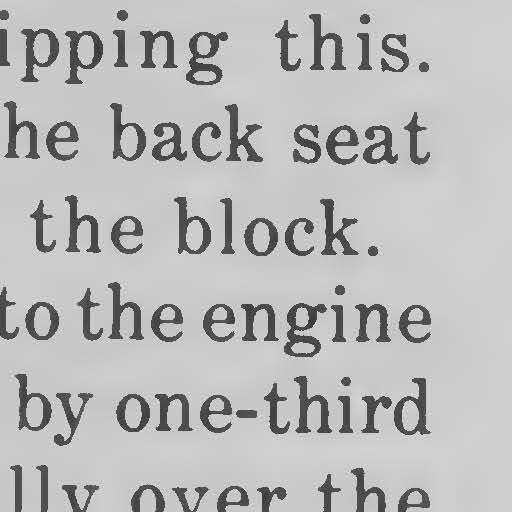 ipping this.
he back seat
the block.
to the engine
by one-third
lly over the